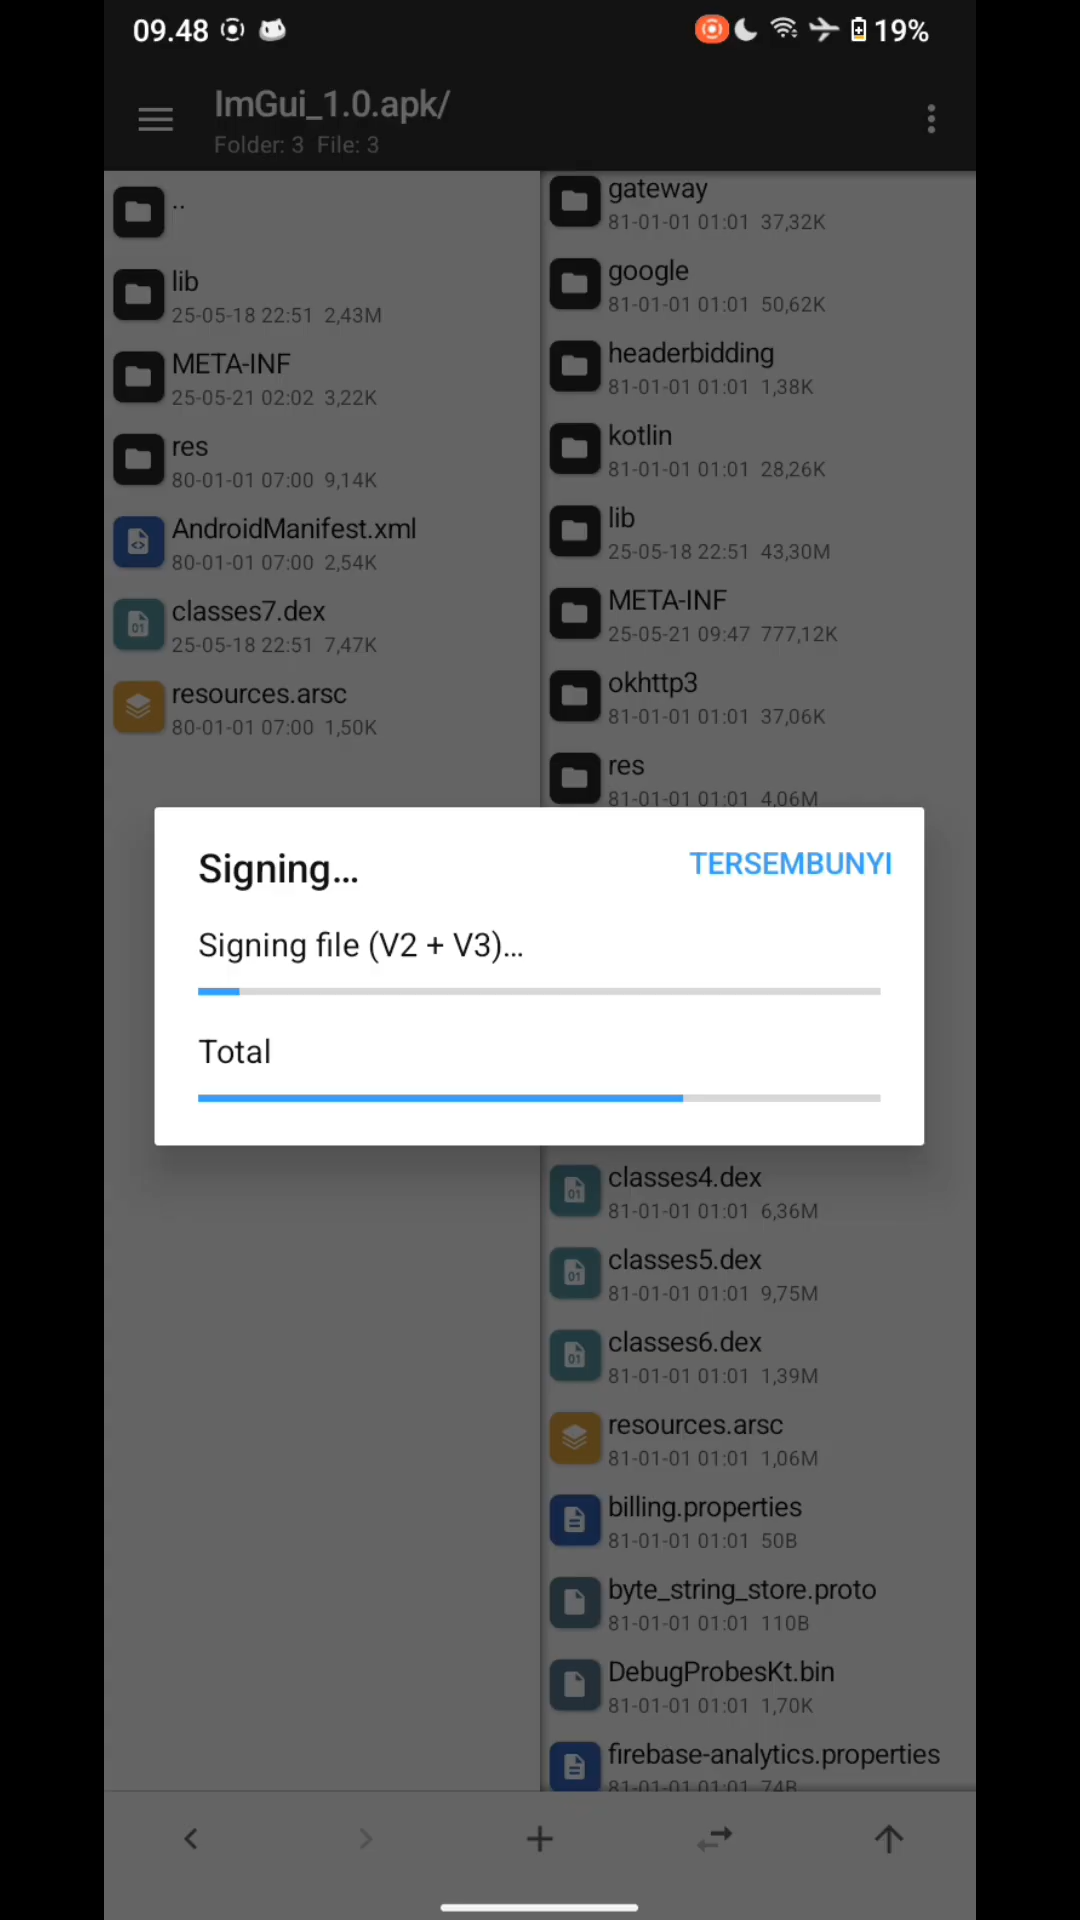 09.48
19%
ImGui_1.0.apk/
Folder: 3 File: 3
..
lib
25-05-18 22:51 2,43M
META-INF
25-05-21 02:02 3,22K
res
80-01-01 07:00 9,14K
AndroidManifest.xml
80-01-01 07:00 2,54K
classes7.dex
25-05-18 22:51 7,47K
resources.arsc
80-01-01 07:00 1,50K
gateway
81-01-01 01:01 37,32K
google
81-01-01 01:01 50,62K
headerbidding
81-01-01 01:01 1,38K
kotlin
81-01-01 01:01 28,26K
lib
25-05-18 22:51 43,30M
META-INF
25-05-21 09:47 777,12K
okhttp3
81-01-01 01:01 37,06K
res
81-01-01 01:01 4,06M
Signing...
TERSEMBUNYI
Signing file (V2 + V3)...
Total
classes4.dex
81-01-01 01:01 6,36M
classes5.dex
81-01-01 01:01 9,75M
classes6.dex
81-01-01 01:01 1,39M
resources.arsc
81-01-01 01:01 1,06M
billing.properties
81-01-01 01:01 50B
byte_string_store.proto
81-01-01 01:01 110B
DebugProbesKt.bin
81-01-01 01:01 1,70K
firebase-analytics.properties
81-01-01 01:01 74B